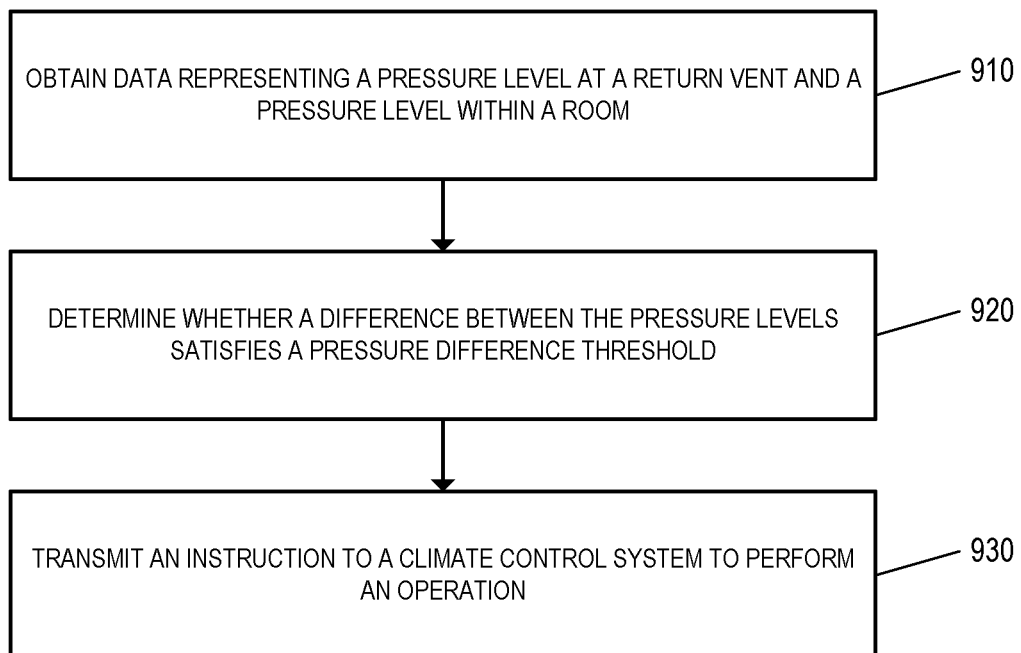 OBTAIN DATA REPRESENTING A PRESSURE LEVEL AT A RETURN VENT AND A
PRESSURE LEVEL WITHIN A ROOM
910
DETERMINE WHETHER A DIFFERENCE BETWEEN THE PRESSURE LEVELS
SATISFIES A PRESSURE DIFFERENCE THRESHOLD
920
TRANSMIT AN INSTRUCTION TO A CLIMATE CONTROL SYSTEM TO PERFORM
AN OPERATION
930